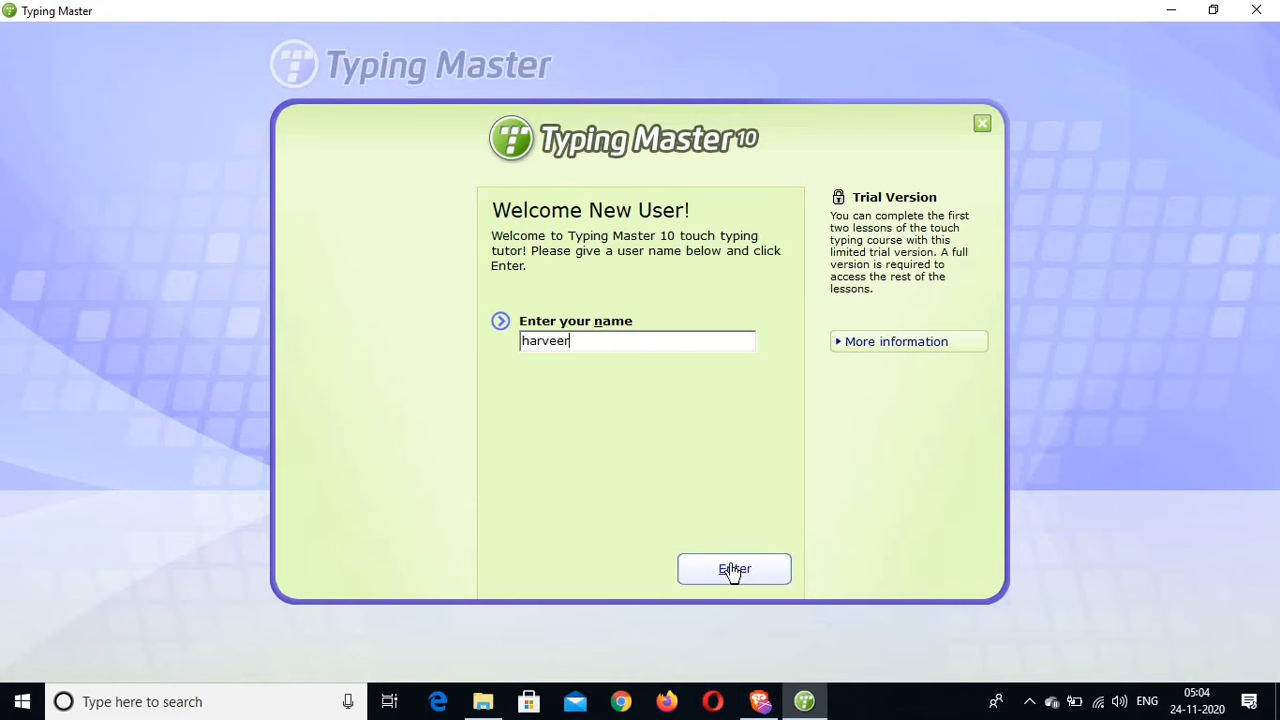 Typing Master
Typing Master
Typing Master 10
Welcome New User!
Welcome to Typing Master 10 touch typing
tutor! Please give a user name below and click
Enter.
Enter your name
harveer
Enter
Trial Version
You can complete the first
two lessons of the touch
typing course with this
limited trial version. A full
version is required to
access the rest of the
lessons.
More information
Type here to search
ENG
05:04
24-11-2020